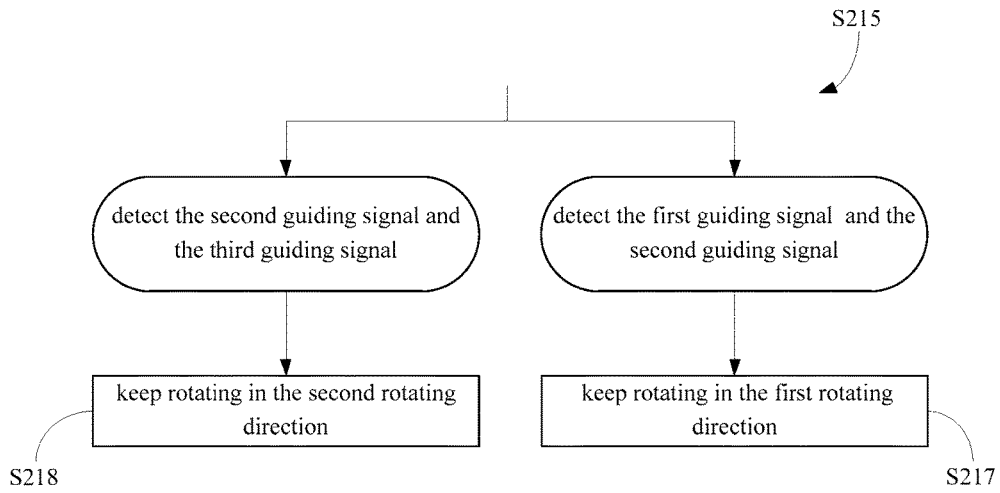 S215
detect the second guiding signal and
the third guiding signal
detect the first guiding signal and the
second guiding signal
keep rotating in the second rotating
direction
keep rotating in the first rotating
direction
S218
S217